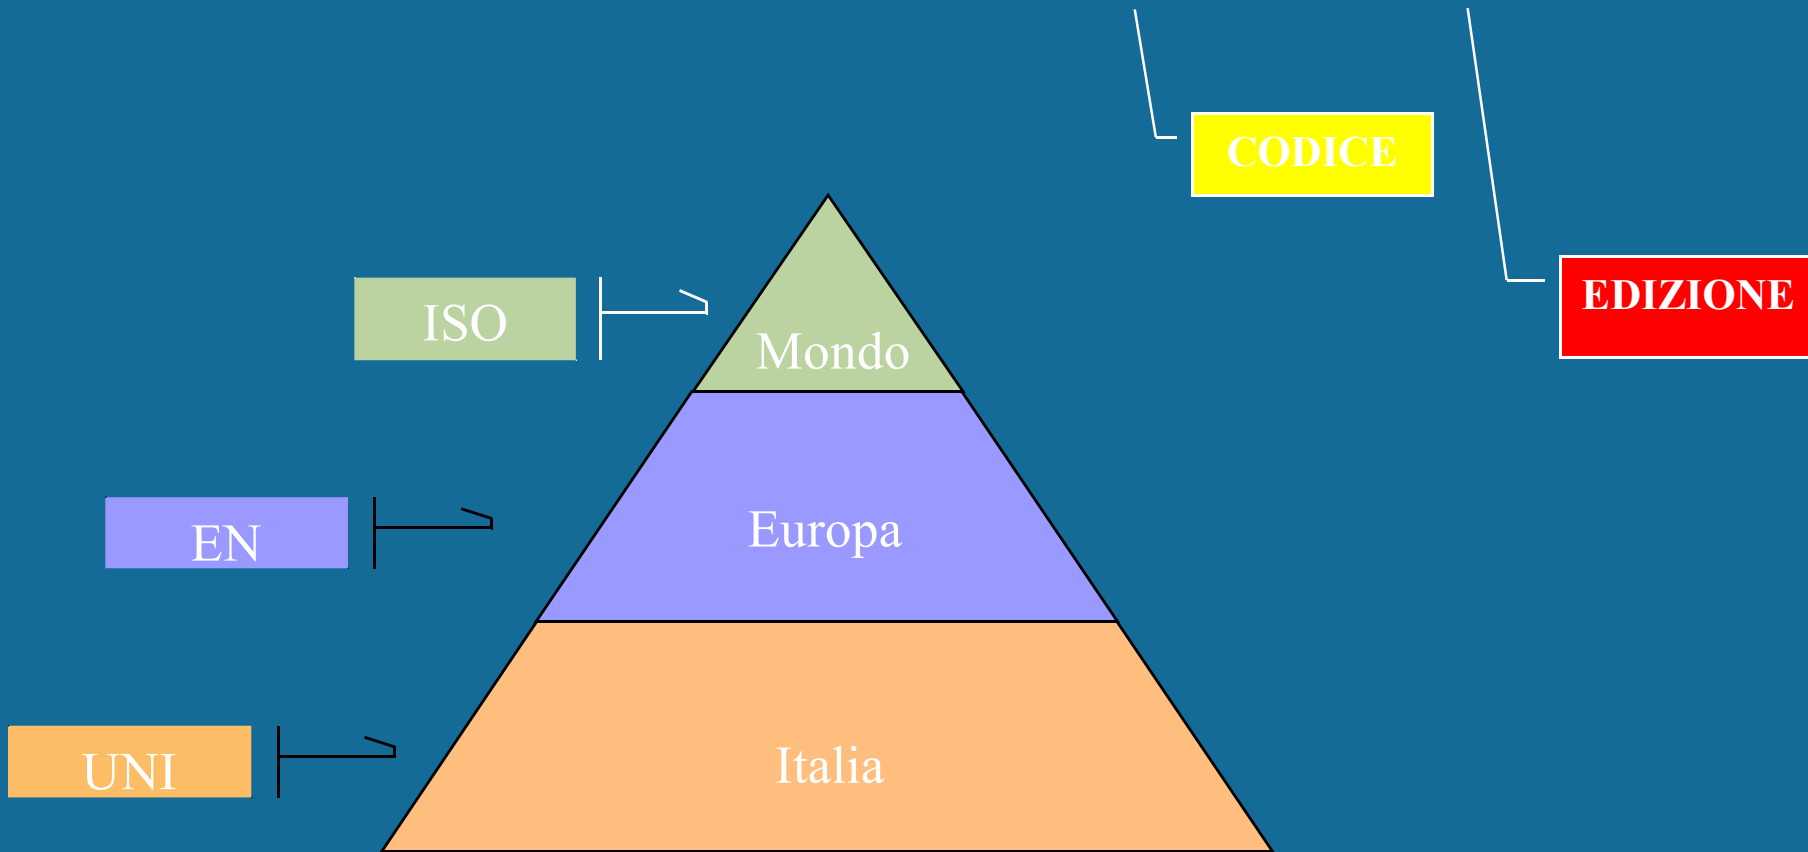 CODICE
EDIZIONE
ISO
Mondo
EN
Europa
UNI
Italia